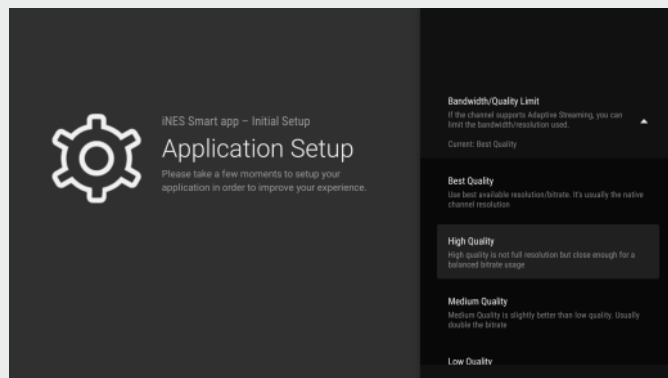 iNES Smart app – Initial Setup
Application Setup
Please take a few moments to setup your
application in order to improve your experience.
Bandwidth/Quality Limit
If the channel supports Adaptive Streaming, you can
limit the bandwidth/resolution used.
Current: Best Quality
Best Quality
Use best available resolution/bitrate. It's usually the native
channel resolution
High Quality
High quality is not full resolution but close enough for a
balanced bitrate usage
Medium Quality
Medium Quality is slightly better than low quality. Usually
double the bitrate
Low Quality